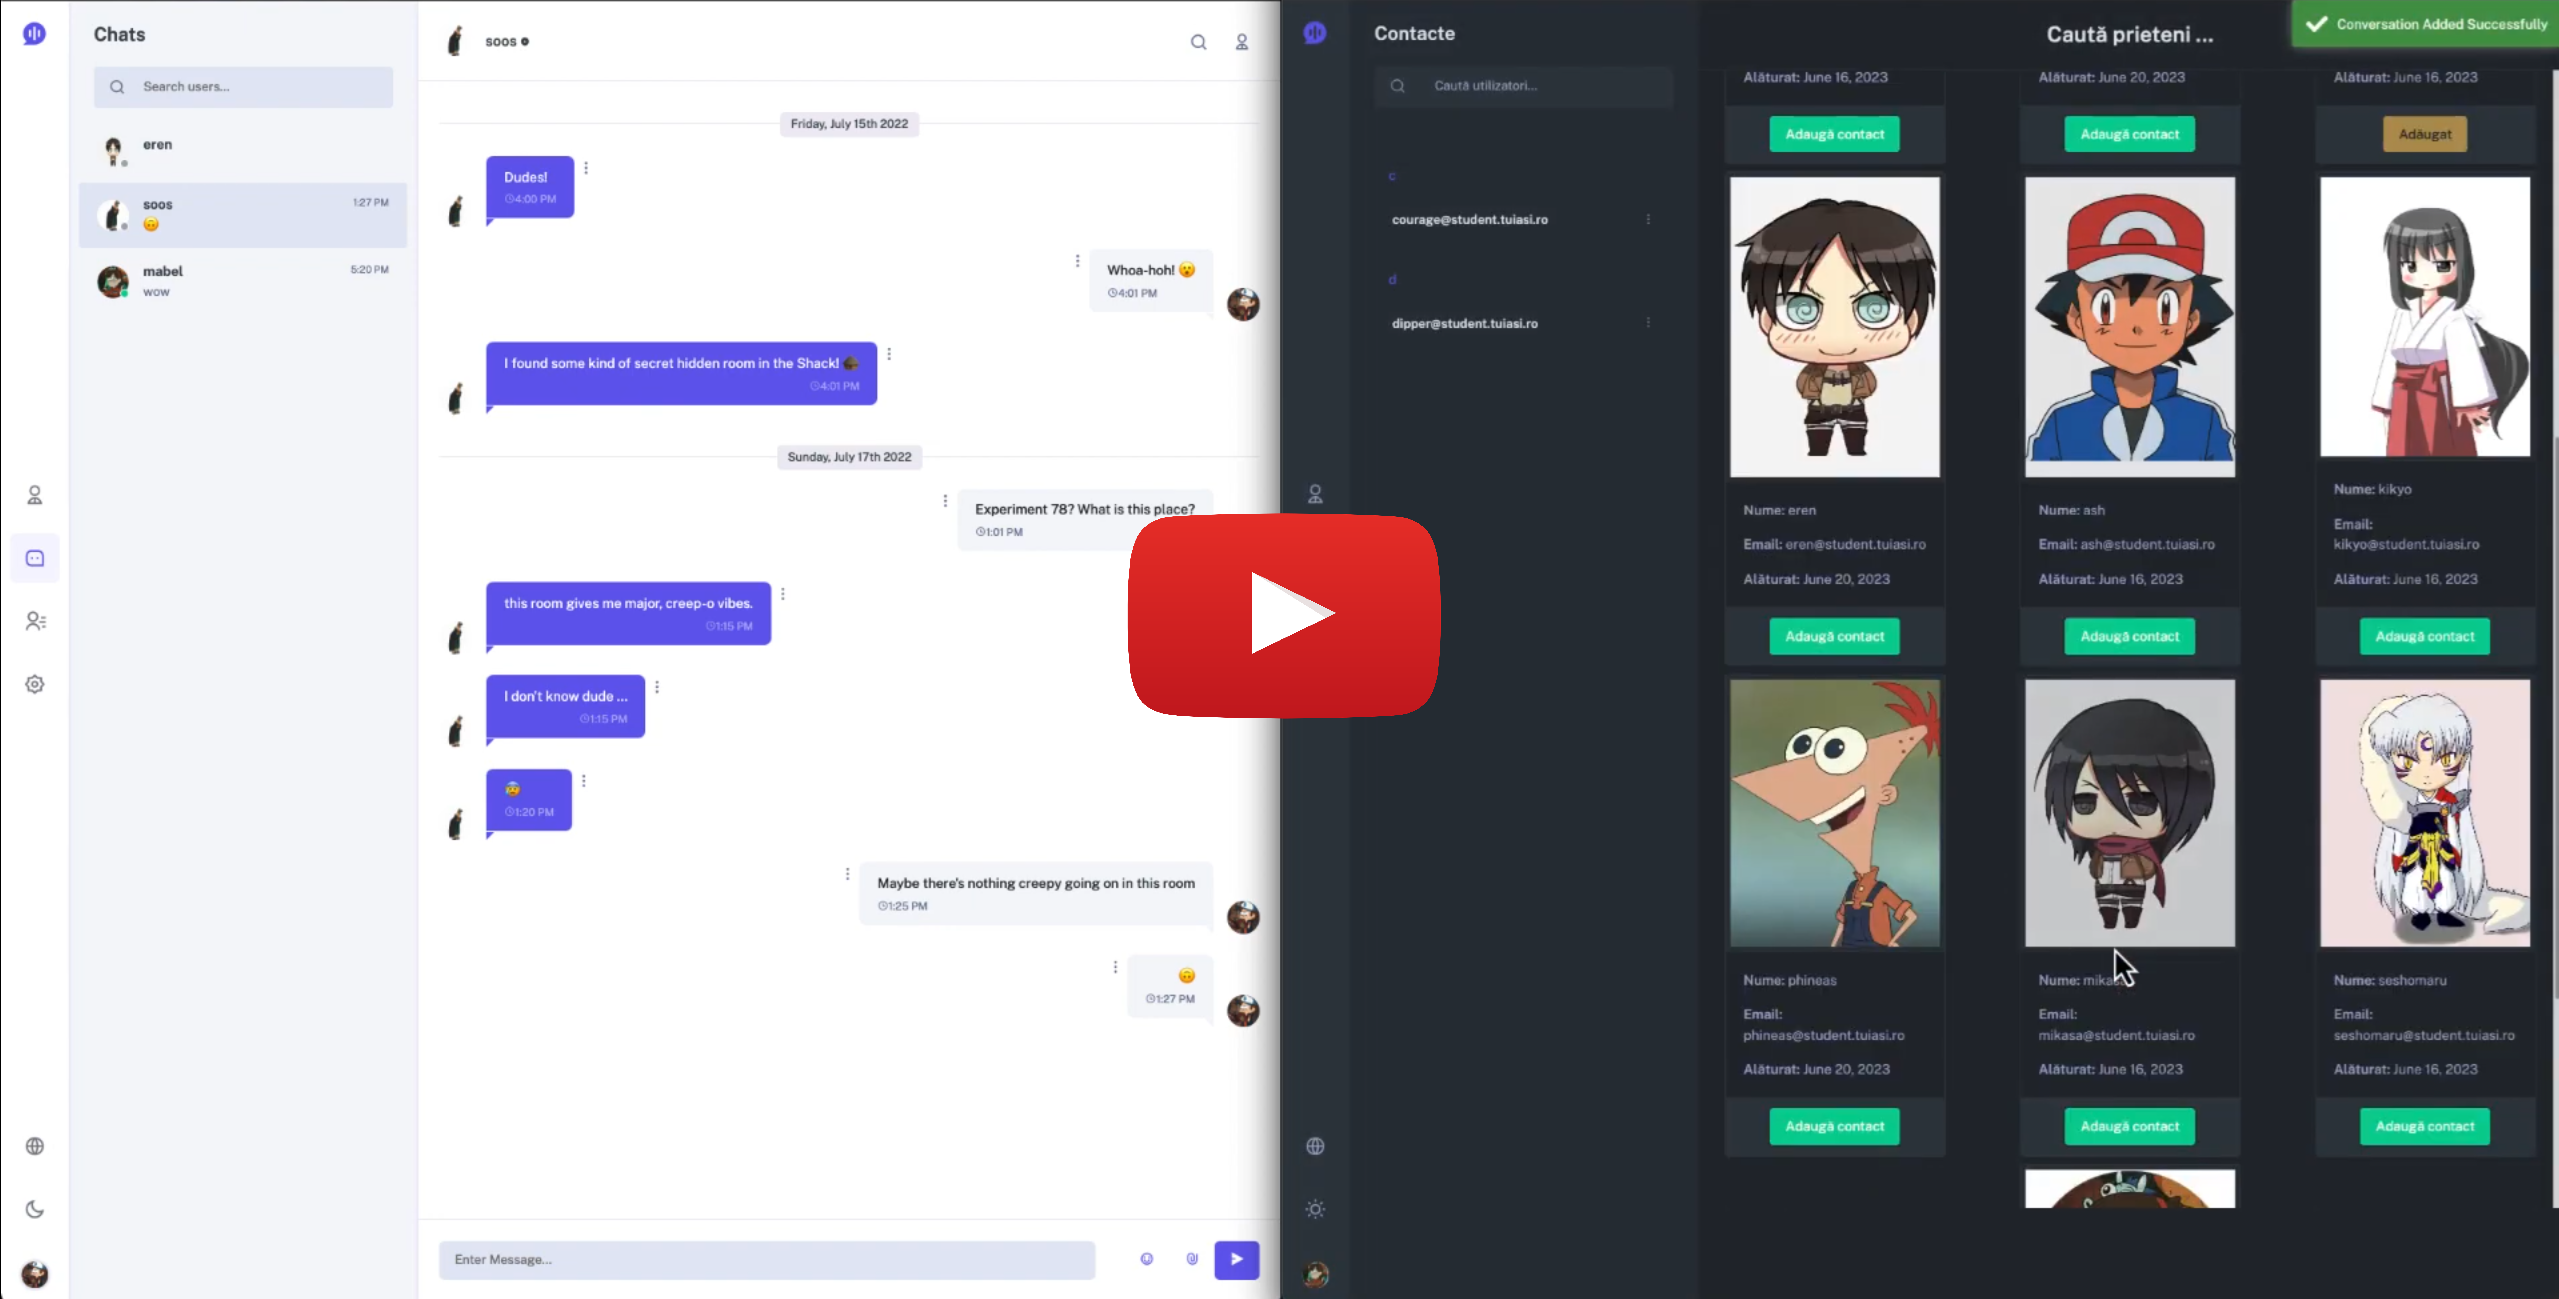 Chats
Search users...
eren
soos
1:27 PM
mabel
5:20 PM
wow
soos
Friday, July 15th 2022
Dudes!
4:00 PM
Whoa-hoh!
4:01 PM
I found some kind of secret hidden room in the Shack!
4:01 PM
Sunday, July 17th 2022
Experiment 78? What is this place?
1:01 PM
this room gives me major, creep-o vibes.
1:15 PM
I don't know dude ...
1:15 PM
1:20 PM
Maybe there's nothing creepy going on in this room
1:25 PM
1:27 PM
Enter Message...
Contacte
Caută utilizatori...
c
courage@student.tuiasi.ro
d
dipper@student.tuiasi.ro
Caută prieteni ...
Conversation Added Successfully
Alăturat: June 16, 2023
Alăturat: June 20, 2023
Alăturat: June 16, 2023
Adaugă contact
Adaugă contact
Adăugat
Nume: eren
Email: eren@student.tuiasi.ro
Alăturat: June 20, 2023
Adaugă contact
Nume: ash
Email: ash@student.tuiasi.ro
Alăturat: June 16, 2023
Adaugă contact
Nume: kikyo
Email:
kikyo@student.tuiasi.ro
Alăturat: June 16, 2023
Adaugă contact
Nume: phineas
Email:
phineas@student.tuiasi.ro
Alăturat: June 20, 2023
Adaugă contact
Nume:
Email:
mikasa@student.tuiasi.ro
Alăturat: June 16, 2023
Adaugă contact
Nume: seshomaru
Email:
seshomaru@student.tuiasi.ro
Alăturat: June 16, 2023
Adaugă contact